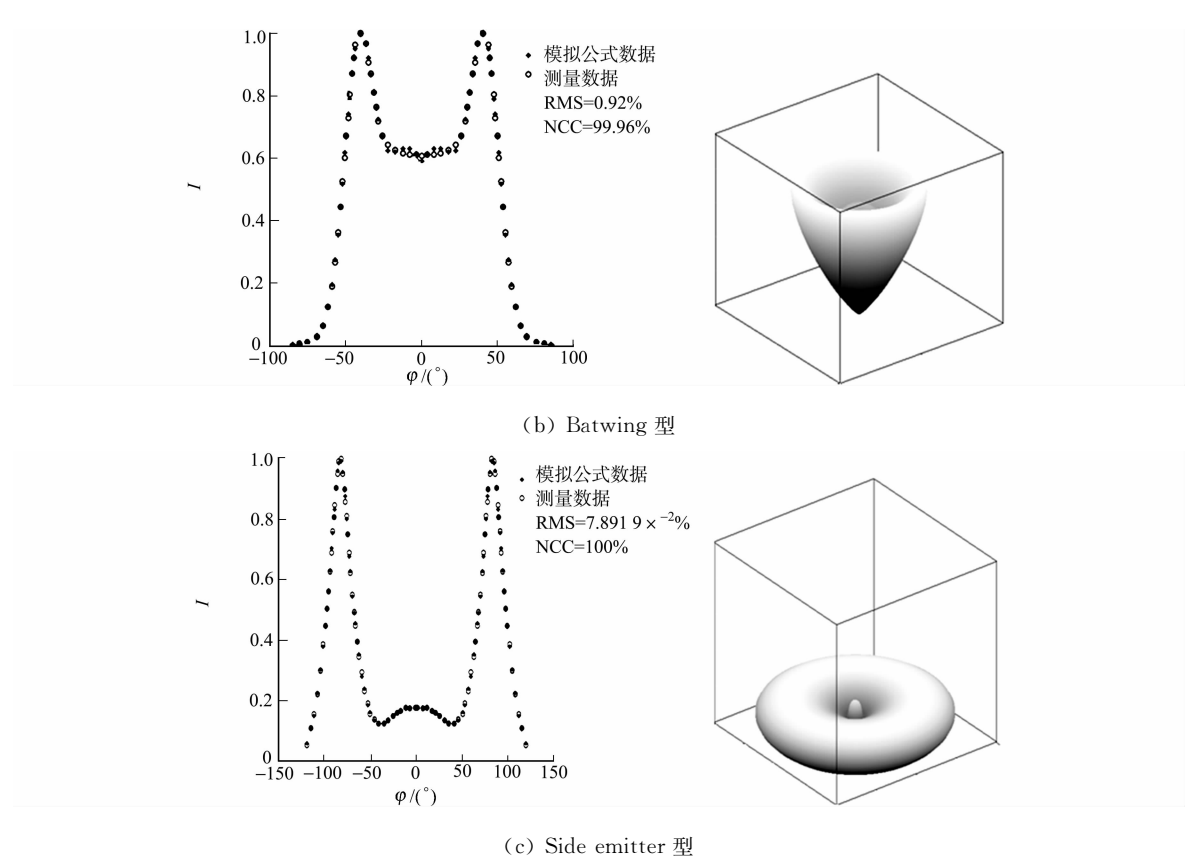 1.0
模拟公式数据
测量数据
RMS=0.92%
NCC=99.96%
0.8
0.6
I
0.4
0.2
0
−100 −50 0 50 100
φ/(°)
(b) Batwing 型
1.0
模拟公式数据
测量数据
RMS=7.891 9×⁻²%
NCC=100%
0.8
0.6
I
0.4
0.2
0
−150 −100 −50 0 50 100 150
φ/(°)
(c) Side emitter 型